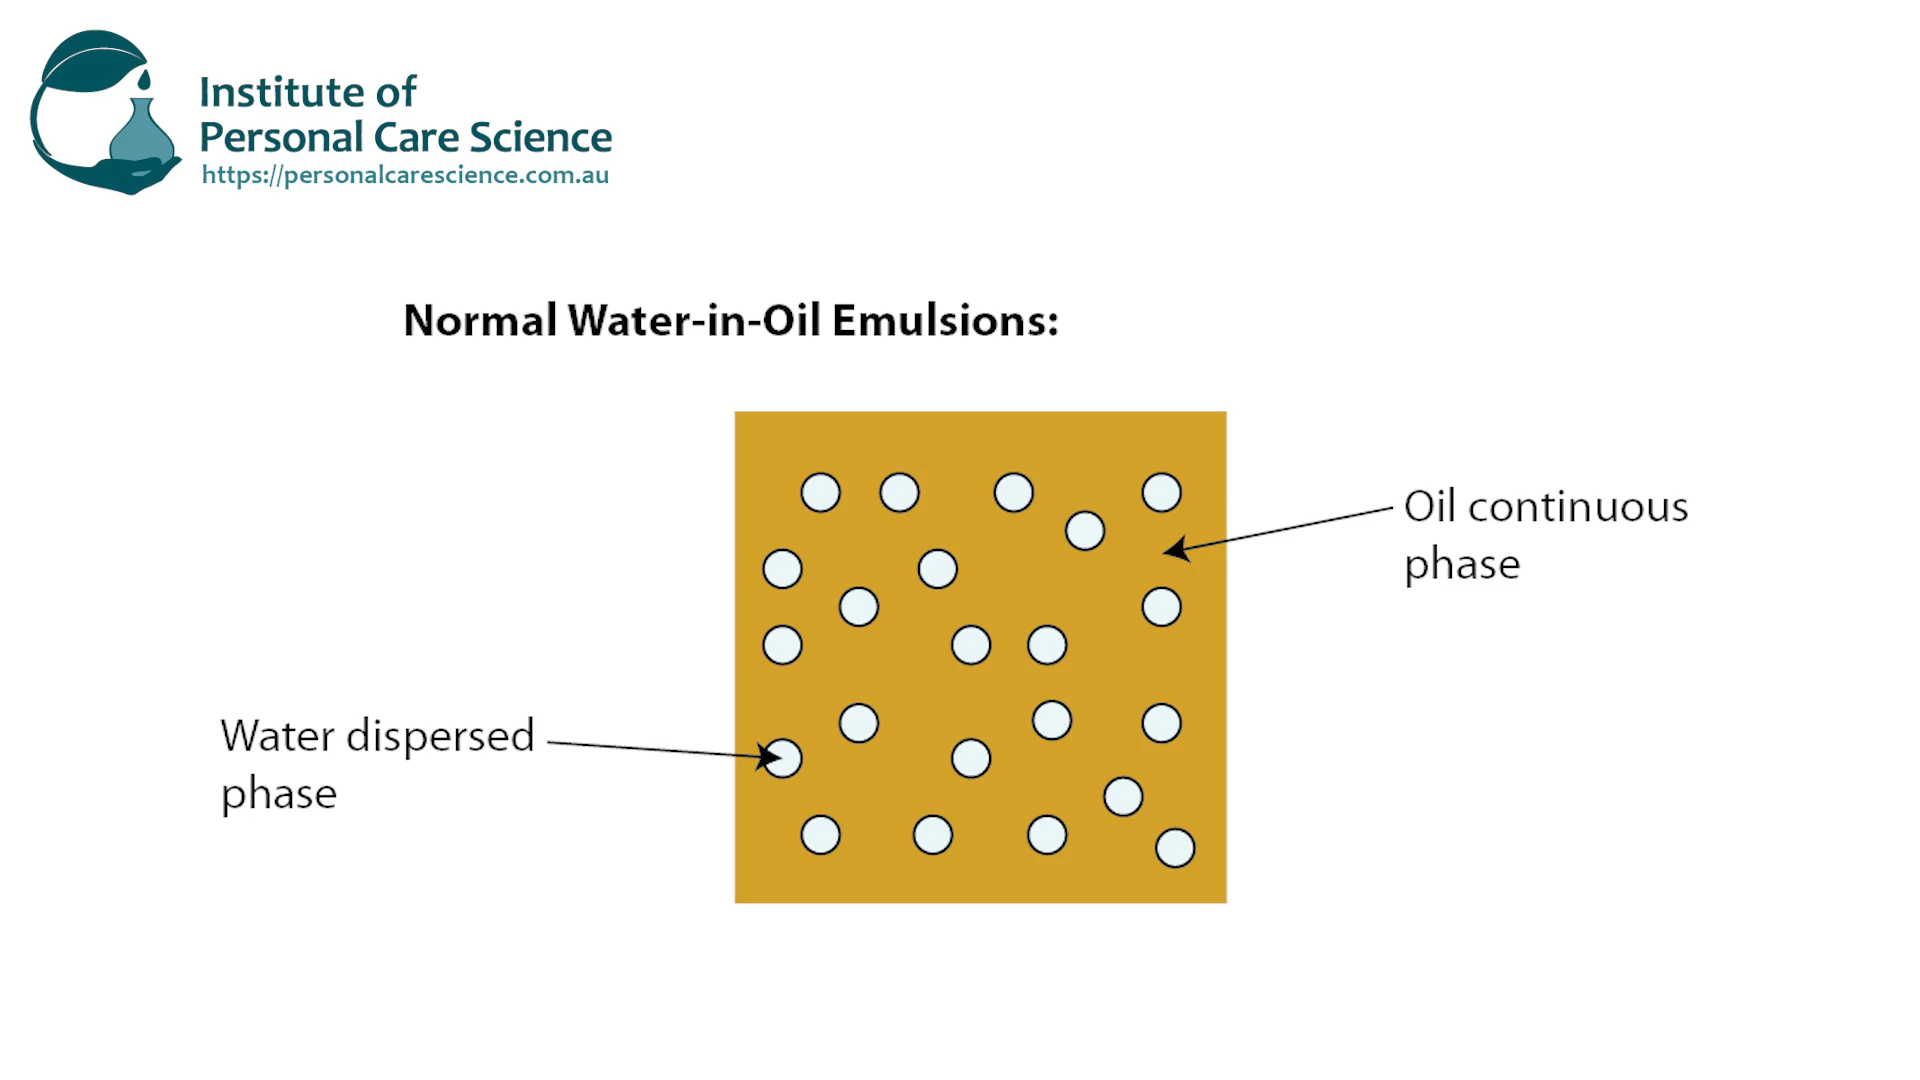 Institute of
Personal Care Science
https://personalcarescience.com.au
Normal Water-in-Oil Emulsions:
Oil continuous
phase
Water dispersed
phase